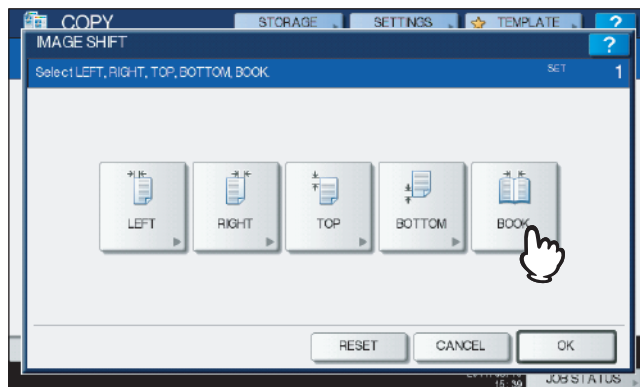 COPY STORAGE SETTINGS TEMPLATE ?
IMAGE SHIFT ?
Select LEFT, RIGHT, TOP, BOTTOM, BOOK. SET 1
LEFT RIGHT TOP BOTTOM BOOK
RESET CANCEL OK
15:39 JOB STATUS